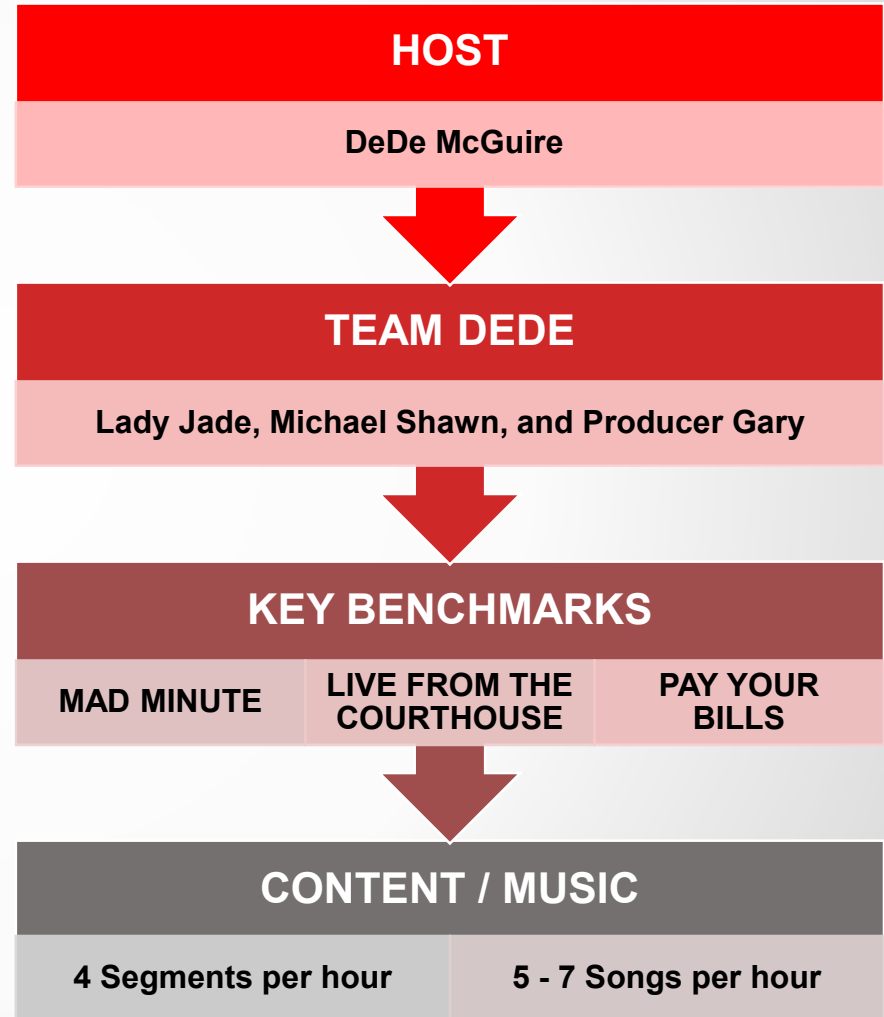 HOST
DeDe McGuire
TEAM DEDE
Lady Jade, Michael Shawn, and Producer Gary
KEY BENCHMARKS
MAD MINUTE
LIVE FROM THE
COURTHOUSE
PAY YOUR
BILLS
CONTENT / MUSIC
4 Segments per hour
5 - 7 Songs per hour